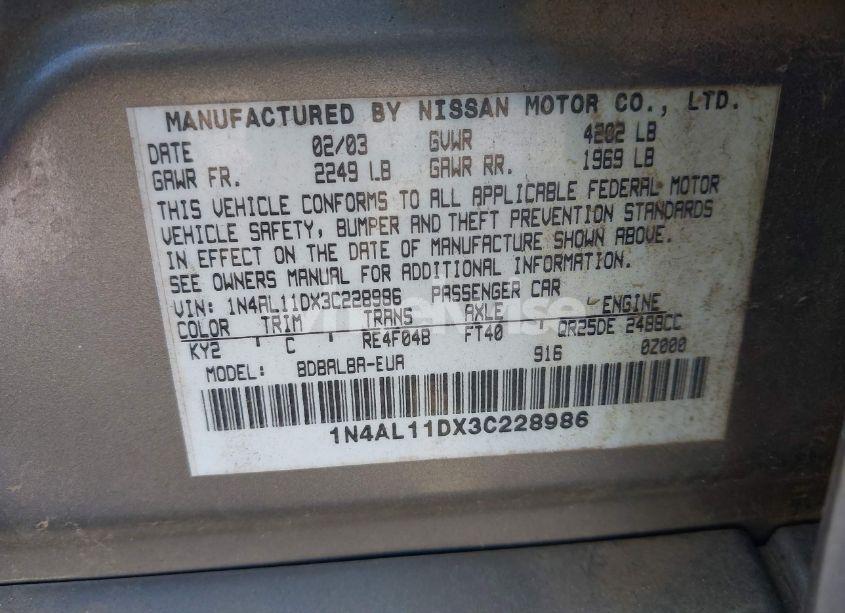 MANUFACTURED BY NISSAN MOTOR CO., LTD.
DATE 02/03 GVWR 4202 LB
GAWR FR. 2249 LB GAWR RR. 1969 LB
THIS VEHICLE CONFORMS TO ALL APPLICABLE FEDERAL MOTOR
VEHICLE SAFETY, BUMPER AND THEFT PREVENTION STANDARDS
IN EFFECT ON THE DATE OF MANUFACTURE SHOWN ABOVE.
SEE OWNERS MANUAL FOR ADDITIONAL INFORMATION.
VIN: 1N4AL11DX3C228986 PASSENGER CAR
COLOR TRIM TRANS AXLE ENGINE
KY2 C RE4F04B FT40 QR25DE 2488CC
MODEL: BDBALBA-EUA 916 0Z000
1N4AL11DX3C228986